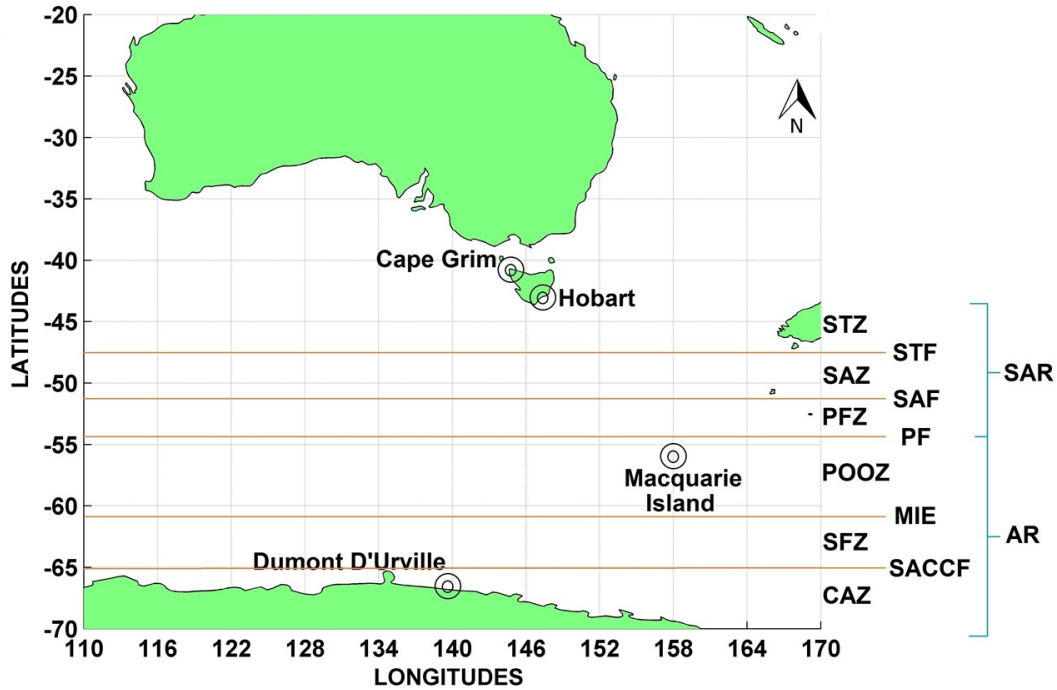 -20
-25
-30
-35
-40
-45
-50
-55
-60
-65
-70
LATITUDES
N
Cape Grim
Hobart
STZ
STF
SAZ
SAF
PFZ
PF
POOZ
Macquarie
Island
MIE
SFZ
Dumont D'Urville
SACCF
CAZ
SAR
AR
110 116 122 128 134 140 146 152 158 164 170
LONGITUDES